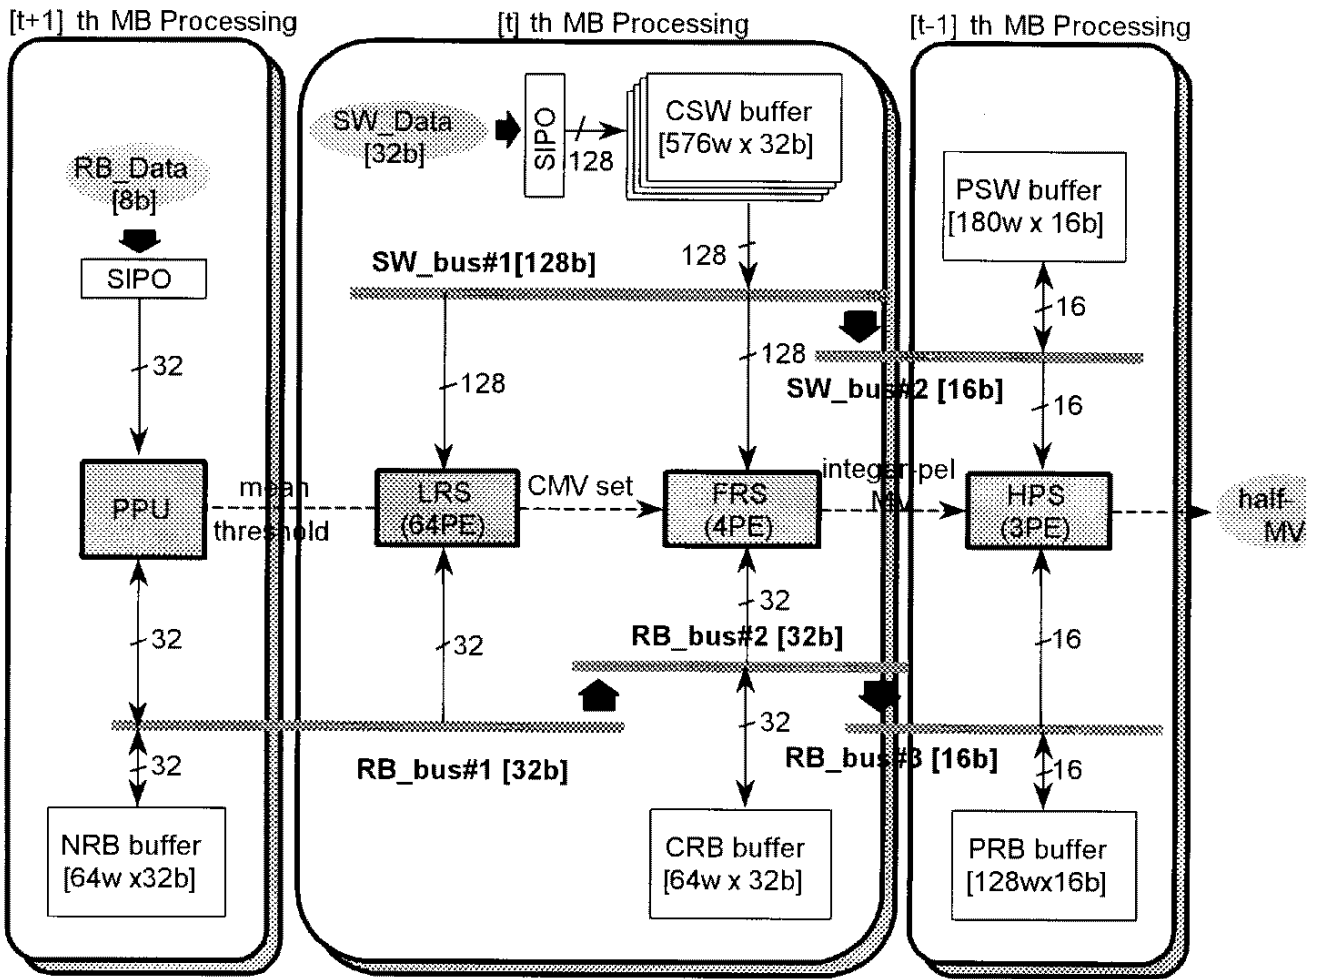 [t+1] th MB Processing
[t] th MB Processing
[t-1] th MB Processing
RB_Data
[8b]
SIPO
32
PPU
mean
threshold
32
32
NRB buffer
[64w x32b]
SW_Data
[32b]
SIPO
128
CSW buffer
[576w x 32b]
128
SW_bus#1[128b]
128
128
LRS
(64PE)
CMV set
FRS
(4PE)
integer-pel
MV
32
32
RB_bus#2 [32b]
32
RB_bus#1 [32b]
CRB buffer
[64w x 32b]
PSW buffer
[180w x 16b]
16
SW_bus#2 [16b]
16
HPS
(3PE)
half-
MV
16
RB_bus#3 [16b]
16
PRB buffer
[128wx16b]